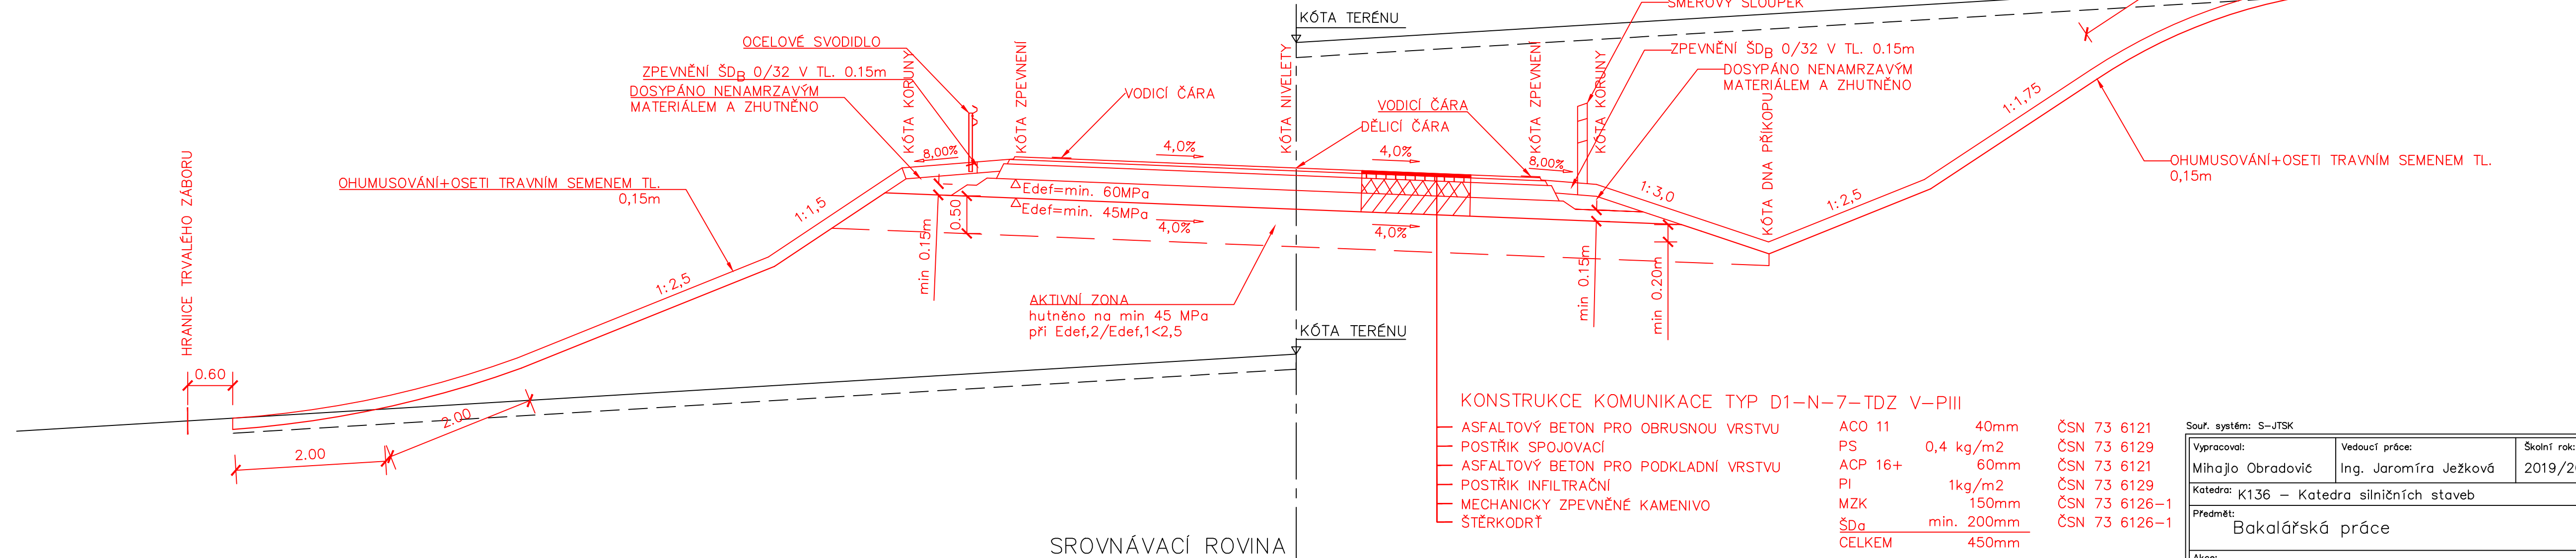 KÓTA TERÉNU
SMĚROVÝ SLOUPEK
OCELOVÉ SVODIDLO
ZPEVNĚNÍ ŠDB 0/32 V TL. 0.15m
DOSYPÁNO NENAMRZAVÝM
MATERIÁLEM A ZHUTNĚNO
KÓTA KORUNY
KÓTA ZPEVNENÍ
VODICÍ ČÁRA
KÓTA NIVELETY
VODICÍ ČÁRA
DĚLICÍ ČÁRA
KÓTA ZPEVNENÍ
KÓTA KORUNY
ZPEVNĚNÍ ŠDB 0/32 V TL. 0.15m
DOSYPÁNO NENAMRZAVÝM
MATERIÁLEM A ZHUTNĚNO
KÓTA DNA PŘÍKOPU
1:1,75
OHUMUSOVÁNÍ+OSETI TRAVNÍM SEMENEM TL.
0,15m
8,00%
4,0%
4,0%
8,00%
1:3,0
1:2,5
HRANICE TRVALÉHO ZÁBORU
OHUMUSOVÁNÍ+OSETI TRAVNÍM SEMENEM TL.
0,15m
1:1,5
1:2,5
Edef=min. 60MPa
Edef=min. 45MPa
4,0%
4,0%
min 0.15m
0.50
min 0.15m
min 0.20m
AKTIVNÍ ZONA
hutněno na min 45 MPa
při Edef,2/Edef,1<2,5
KÓTA TERÉNU
0.60
2.00
2.00
KONSTRUKCE KOMUNIKACE TYP D1-N-7-TDZ V-PIII
ASFALTOVÝ BETON PRO OBRUSNOU VRSTVU ACO 11 40mm ČSN 73 6121
POSTŘIK SPOJOVACÍ PS 0,4 kg/m2 ČSN 73 6129
ASFALTOVÝ BETON PRO PODKLADNÍ VRSTVU ACP 16+ 60mm ČSN 73 6121
POSTŘIK INFILTRAČNÍ PI 1kg/m2 ČSN 73 6129
MECHANICKY ZPEVNĚNÉ KAMENIVO MZK 150mm ČSN 73 6126-1
ŠTĚRKODRŤ ŠDa min. 200mm ČSN 73 6126-1
CELKEM 450mm
SROVNÁVACÍ ROVINA
Souř. systém: S-JTSK
Vypracoval: Vedoucí práce: Školní rok:
Mihajlo Obradović Ing. Jaromíra Ježková
Katedra: K136 - Katedra silničních staveb
Předmět:
Bakalářská práce